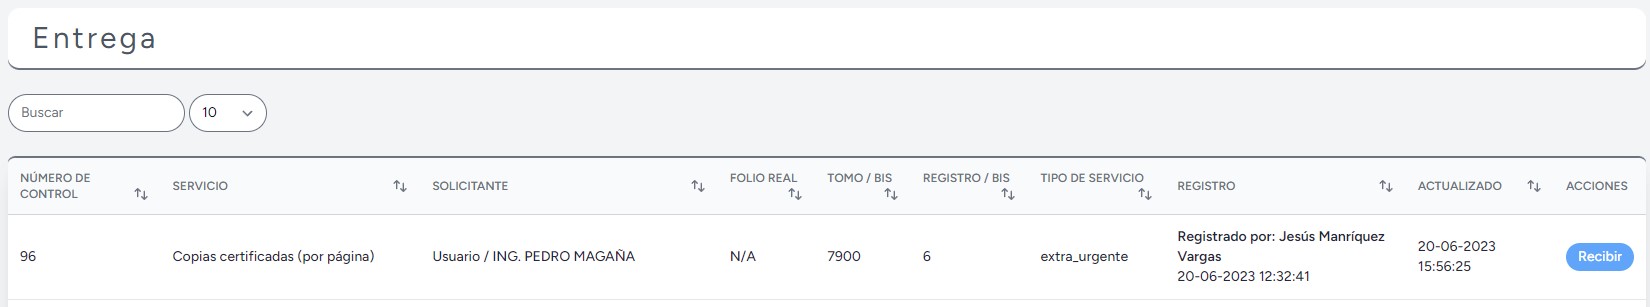 Entrega
Buscar
10
NÚMERO DE CONTROL
SERVICIO
SOLICITANTE
FOLIO REAL
TOMO / BIS
REGISTRO / BIS
TIPO DE SERVICIO
REGISTRO
ACTUALIZADO
ACCIONES
96
Copias certificadas (por página)
Usuario / ING. PEDRO MAGAÑA
N/A
7900
6
extra_urgente
Registrado por: Jesús Manríquez
Vargas
20-06-2023 12:32:41
20-06-2023
15:56:25
Recibir